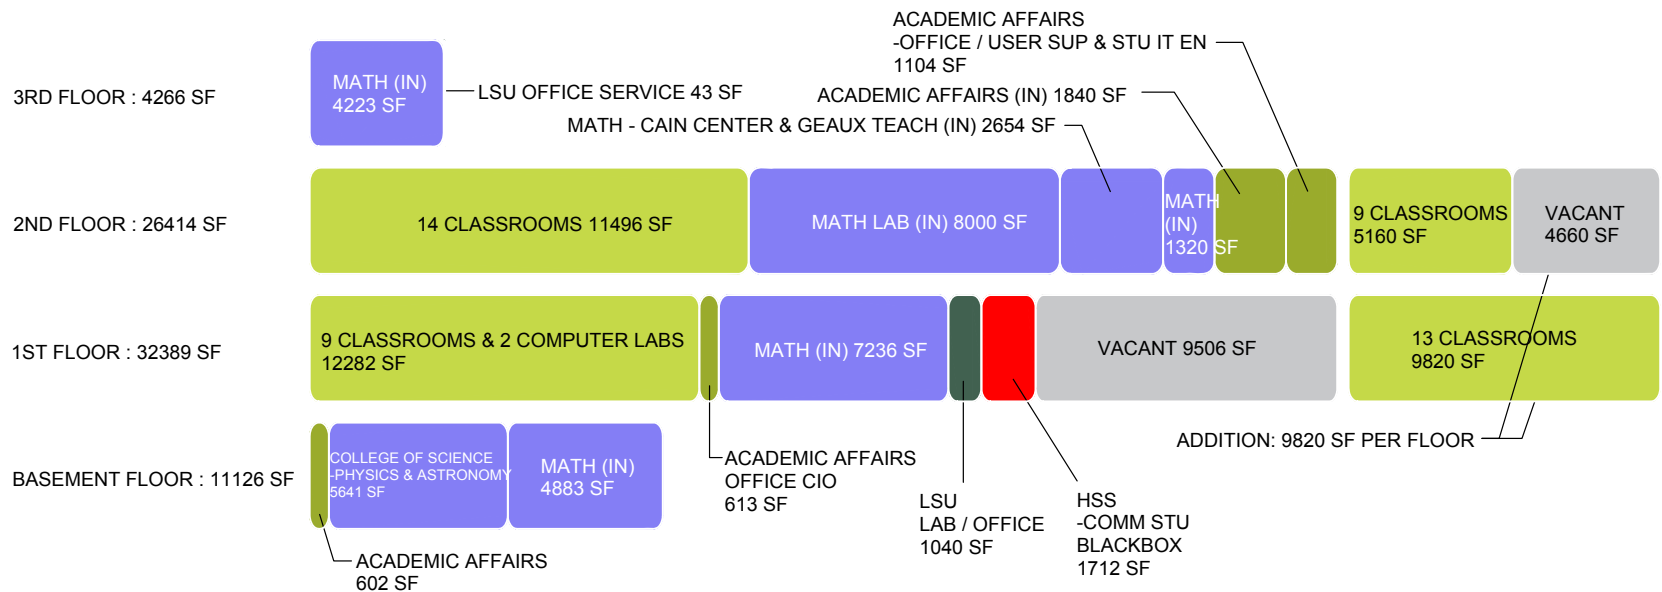 ACADEMIC AFFAIRS
-OFFICE / USER SUP & STU IT EN
1104 SF
3RD FLOOR : 4266 SF
MATH (IN)
4223 SF
LSU OFFICE SERVICE 43 SF
ACADEMIC AFFAIRS (IN) 1840 SF
MATH - CAIN CENTER & GEAUX TEACH (IN) 2654 SF
2ND FLOOR : 26414 SF
14 CLASSROOMS 11496 SF
MATH LAB (IN) 8000 SF
MATH
(IN)
1320 SF
9 CLASSROOMS
5160 SF
VACANT
4660 SF
1ST FLOOR : 32389 SF
9 CLASSROOMS & 2 COMPUTER LABS
12282 SF
MATH (IN) 7236 SF
VACANT 9506 SF
13 CLASSROOMS
9820 SF
ADDITION: 9820 SF PER FLOOR
BASEMENT FLOOR : 11126 SF
COLLEGE OF SCIENCE
-PHYSICS & ASTRONOMY
5641 SF
MATH (IN)
4883 SF
ACADEMIC AFFAIRS
OFFICE CIO
613 SF
LSU
LAB / OFFICE
1040 SF
HSS
-COMM STU
BLACKBOX
1712 SF
ACADEMIC AFFAIRS
602 SF